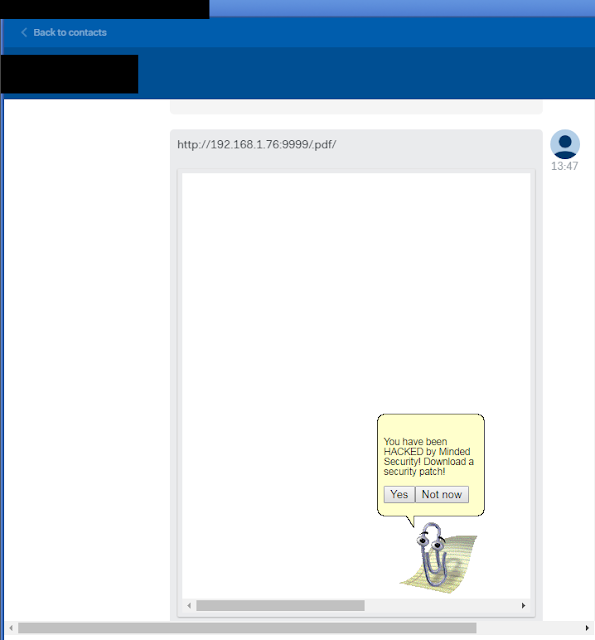 Back to contacts
http://192.168.1.76:9999/.pdf/
13:47
You have been
HACKED by Minded
Security! Download a
security patch!
Yes Not now